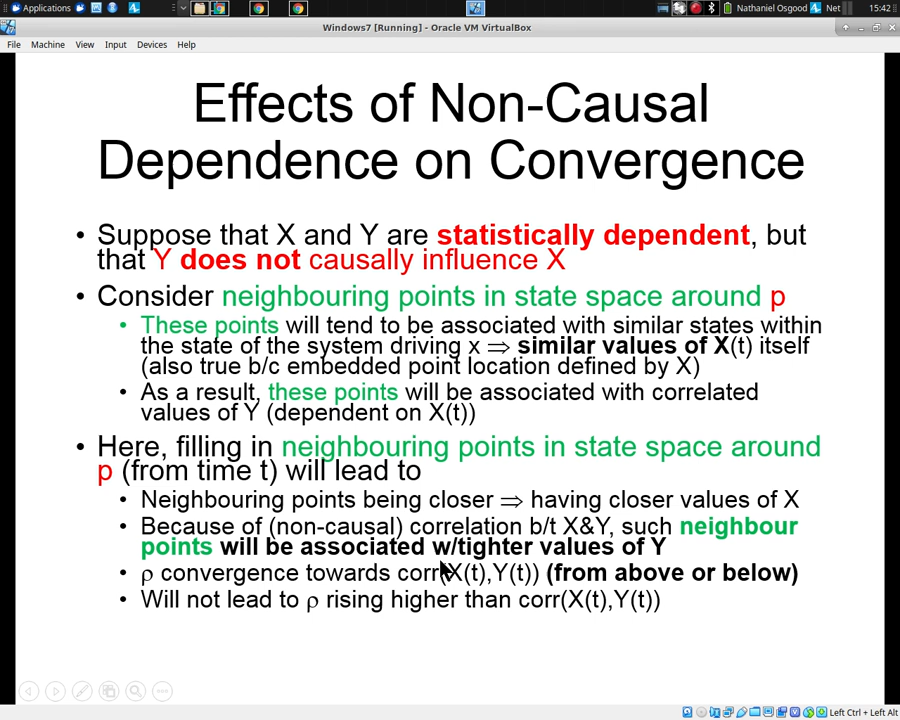 Applications
Nathaniel Osgood
Net
15:42
Windows7 [Running] - Oracle VM VirtualBox
File Machine View Input Devices Help
Effects of Non-Causal
Dependence on Convergence
• Suppose that X and Y are statistically dependent, but
that Y does not causally influence X
• Consider neighbouring points in state space around p
• These points will tend to be associated with similar states within
the state of the system driving x ⇒ similar values of X(t) itself
(also true b/c embedded point location defined by X)
• As a result, these points will be associated with correlated
values of Y (dependent on X(t))
• Here, filling in neighbouring points in state space around
p (from time t) will lead to
• Neighbouring points being closer ⇒ having closer values of X
• Because of (non-causal) correlation b/t X&Y, such neighbour
points will be associated w/tighter values of Y
• ρ convergence towards corr(X(t),Y(t)) (from above or below)
• Will not lead to ρ rising higher than corr(X(t),Y(t))
Left Ctrl + Left Alt